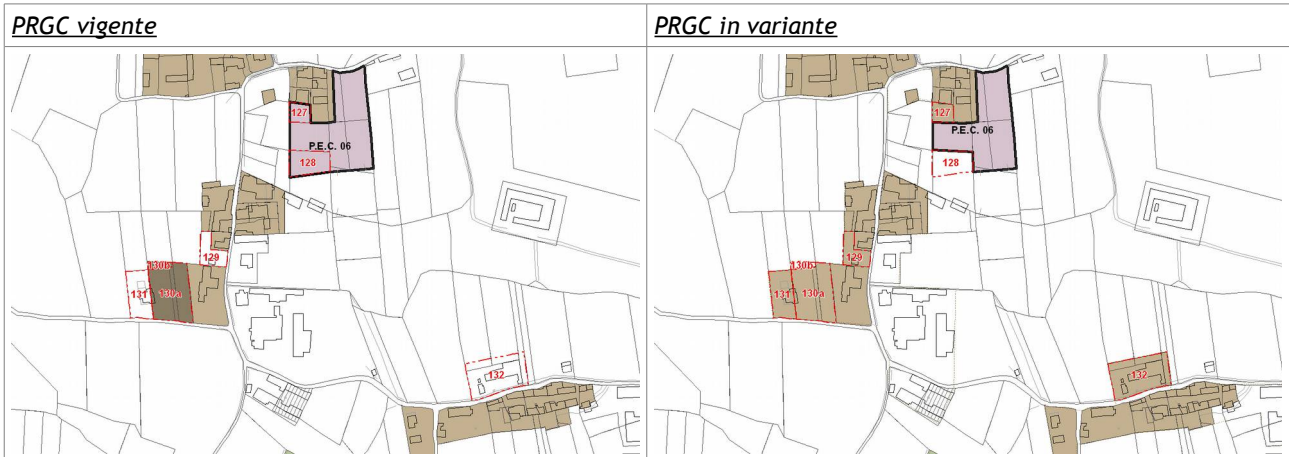 PRGC vigente
PRGC in variante
127
P.E.C. 06
128
129
130b
131
130a
132
127
P.E.C. 06
128
129
130b
131
130a
132